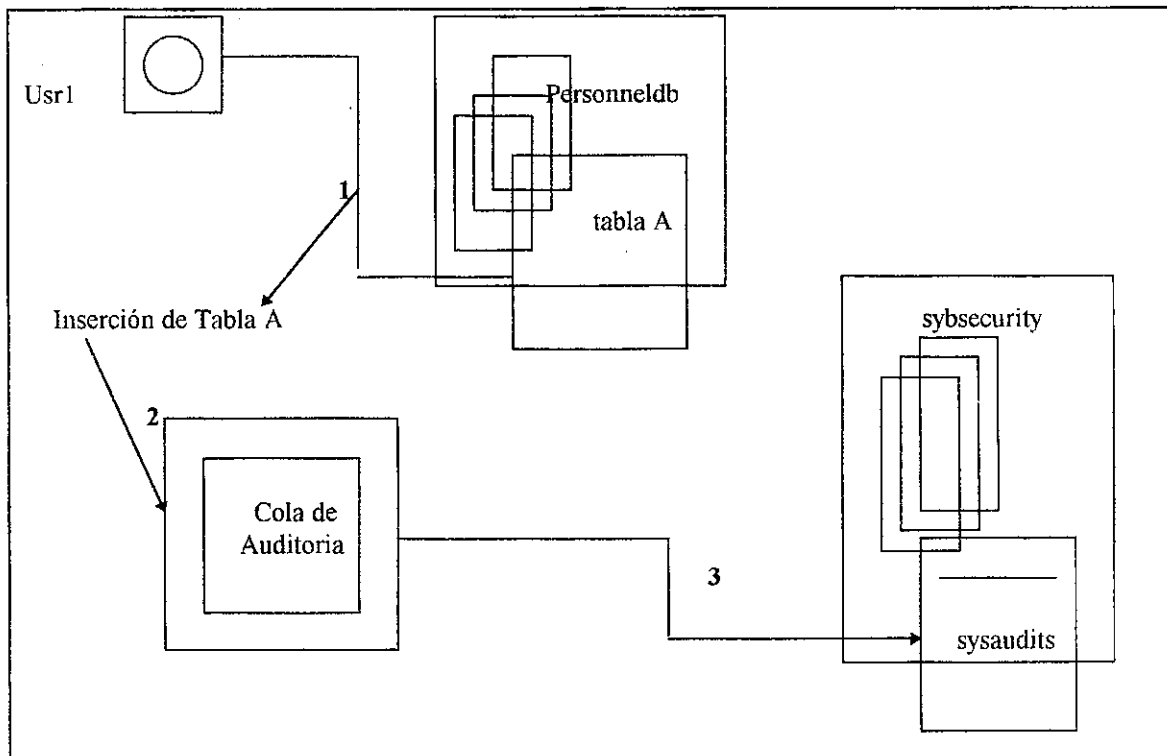 Usr1
Personneldb
1
tabla A
Inserción de Tabla A
sybsecurity
2
Cola de
Auditoria
3
sysaudits